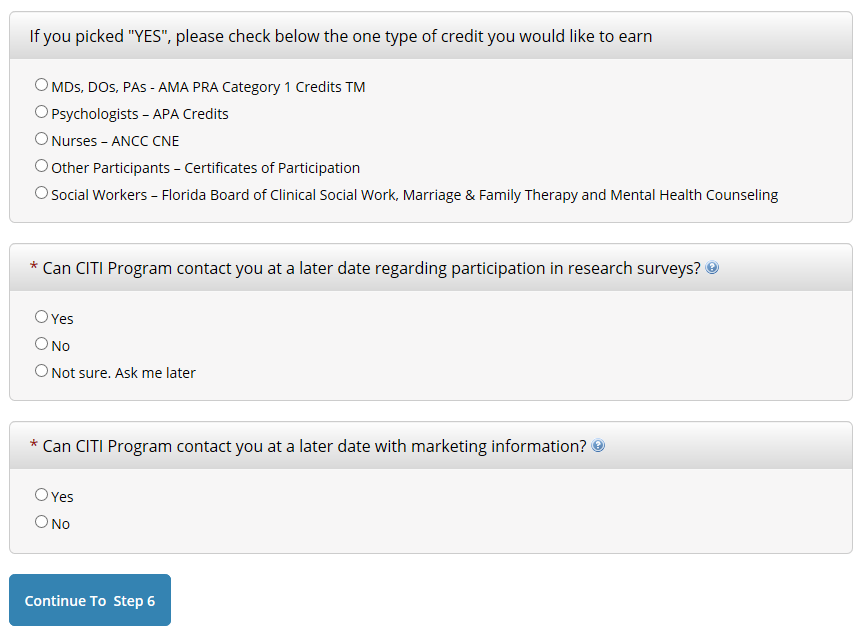 If you picked "YES", please check below the one type of credit you would like to earn
MDs, DOs, PAs - AMA PRA Category 1 Credits TM
Psychologists – APA Credits
Nurses – ANCC CNE
Other Participants – Certificates of Participation
Social Workers – Florida Board of Clinical Social Work, Marriage & Family Therapy and Mental Health Counseling
* Can CITI Program contact you at a later date regarding participation in research surveys? ?
Yes
No
Not sure. Ask me later
* Can CITI Program contact you at a later date with marketing information? ?
Yes
No
Continue To Step 6